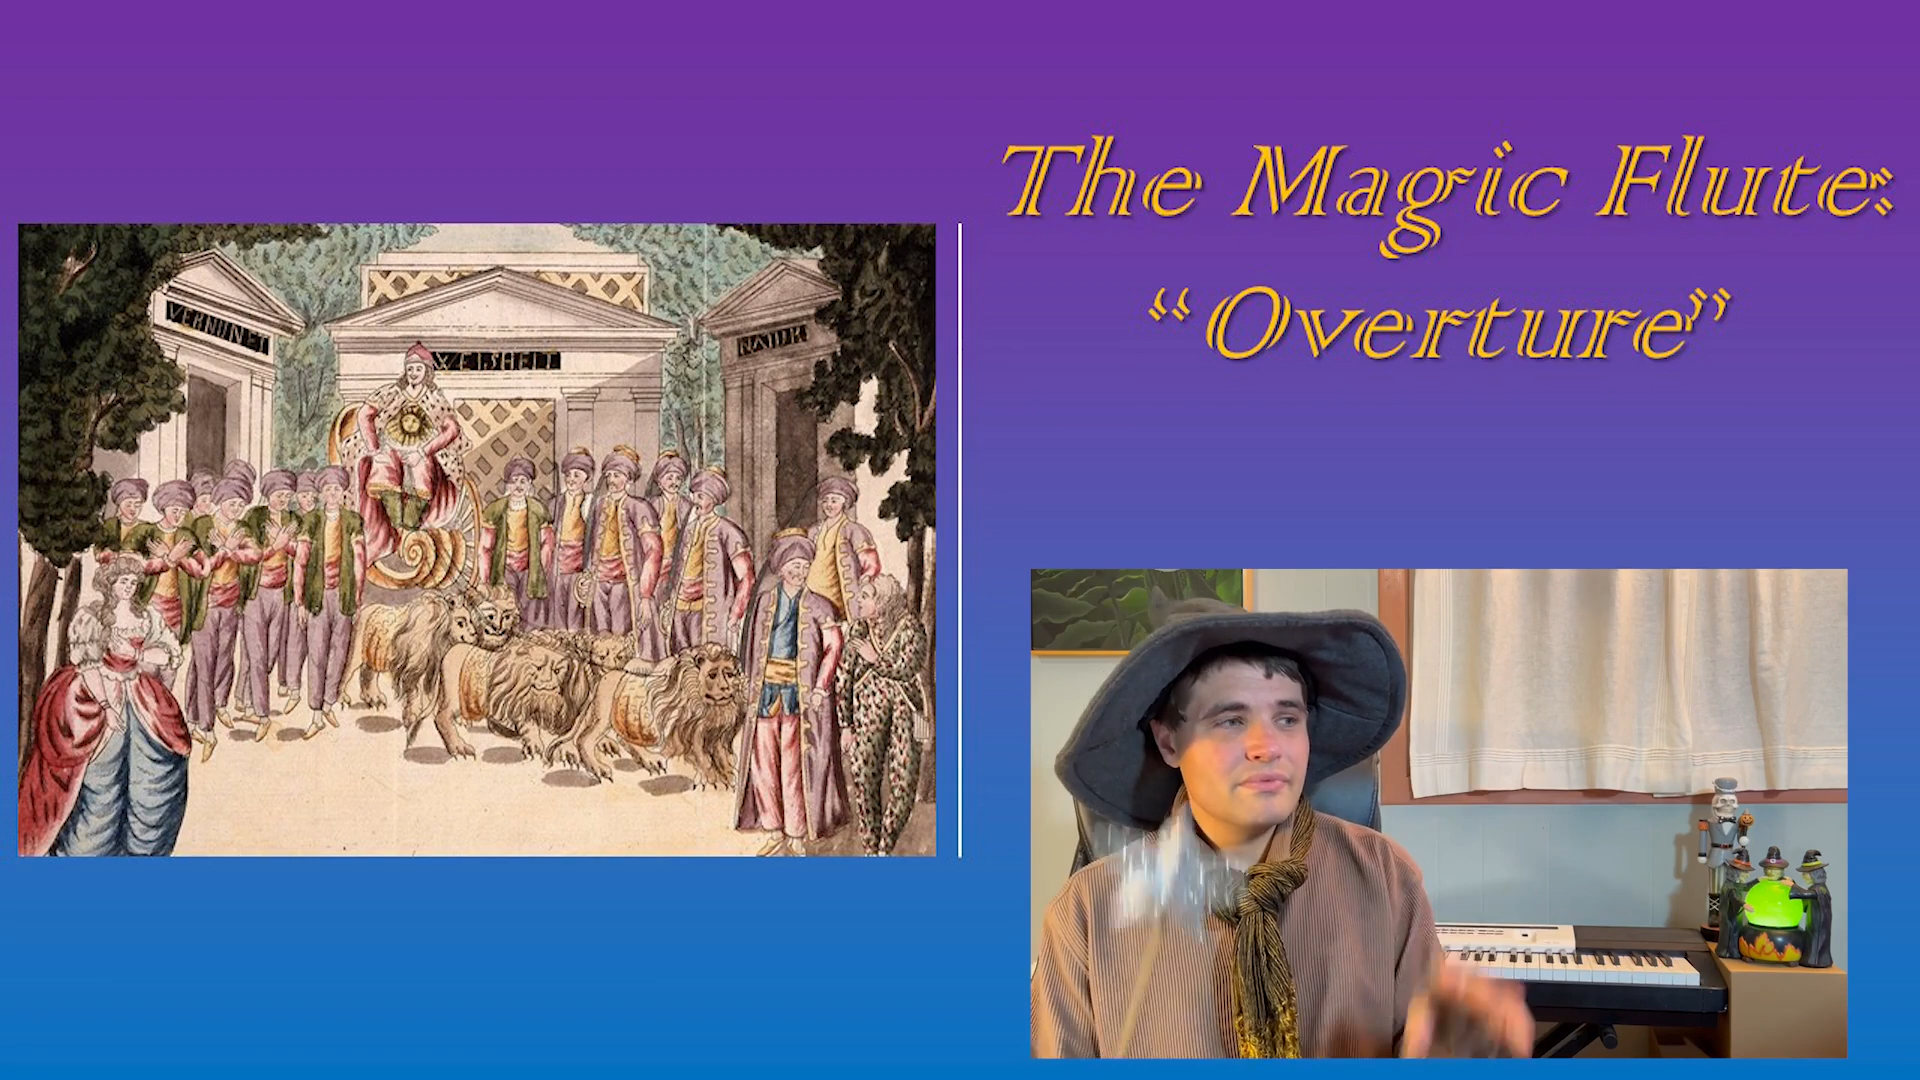 The Magic Flute:
“Overture”
VERNUNFT
WEISHEIT
NATUR